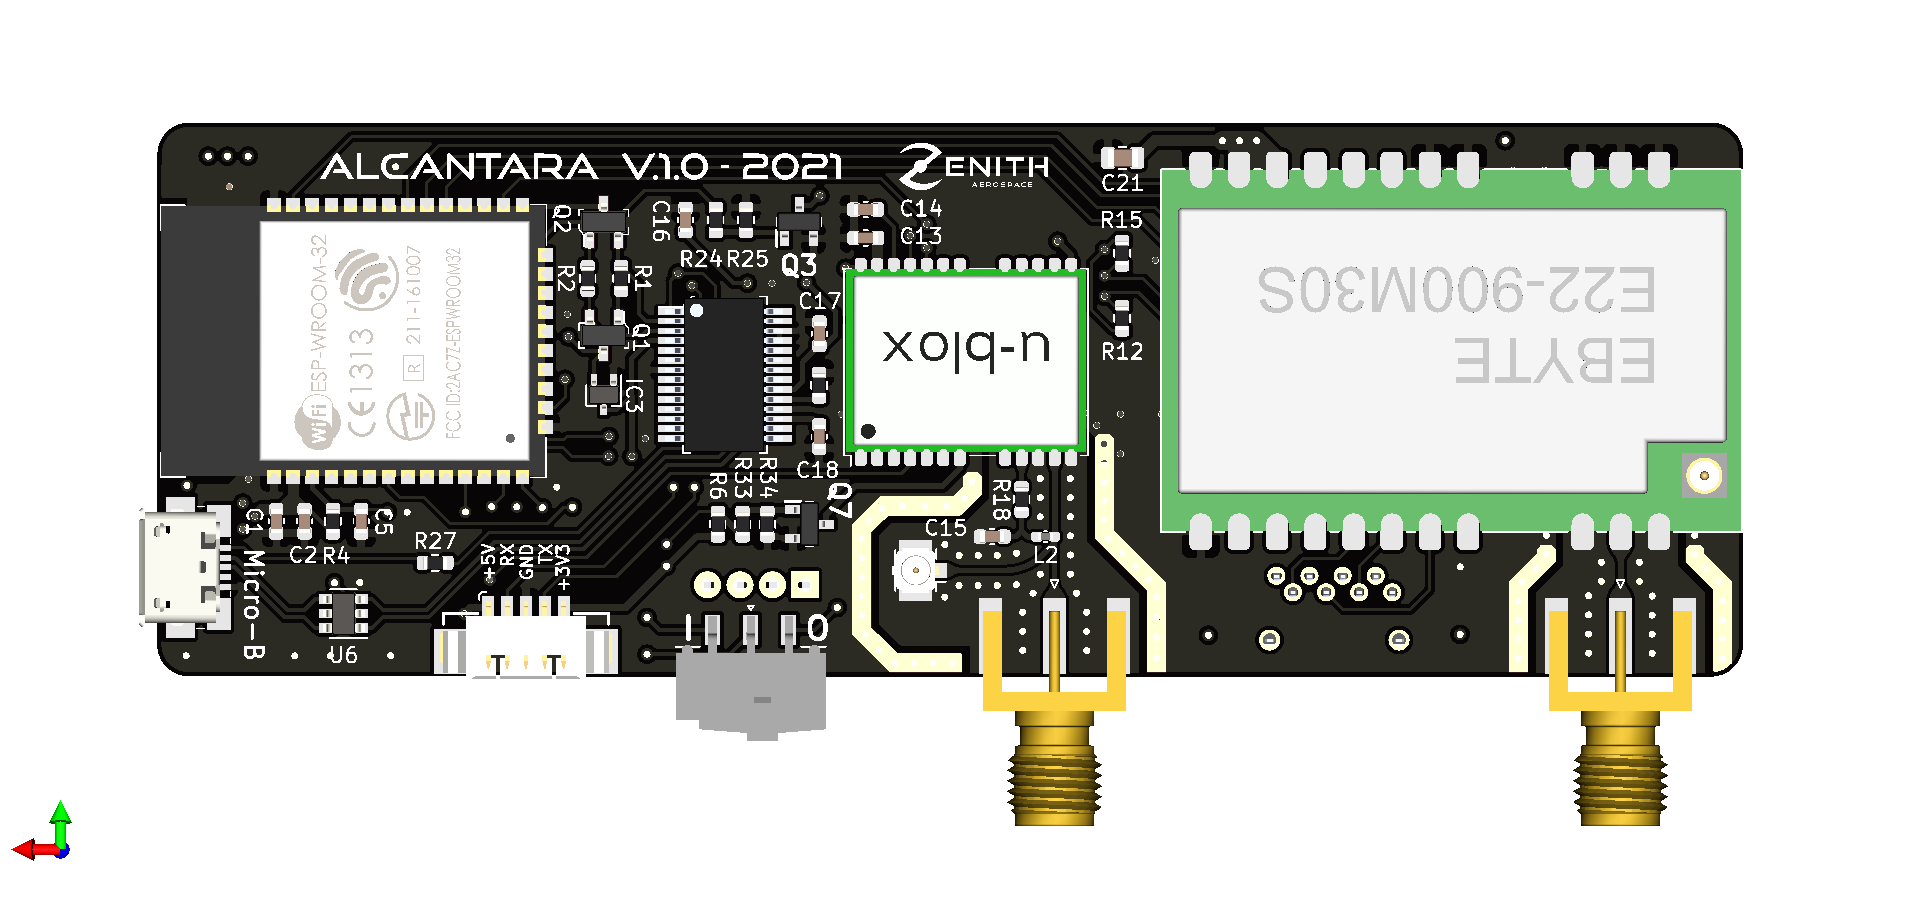 ALCANTARA V.1.0 - 2021
ZENITH
AEROSPACE
C21
Q2
C16
C14
C13
R15
R24
R25
Q3
R2
R1
Q1
IC3
C17
R12
ESP-WROOM-32
WiFi
CE1313
R 211-161007
FCC ID:2AC7Z-ESPWROOM32
u-blox
E22-900M30S
EBYTE
C18
R6
R33
R34
Q7
R18
C15
L2
C1
C2
R4
C5
R27
Micro-B
U6
+5V
RX
GND
TX
+3V3
T
T
I
O